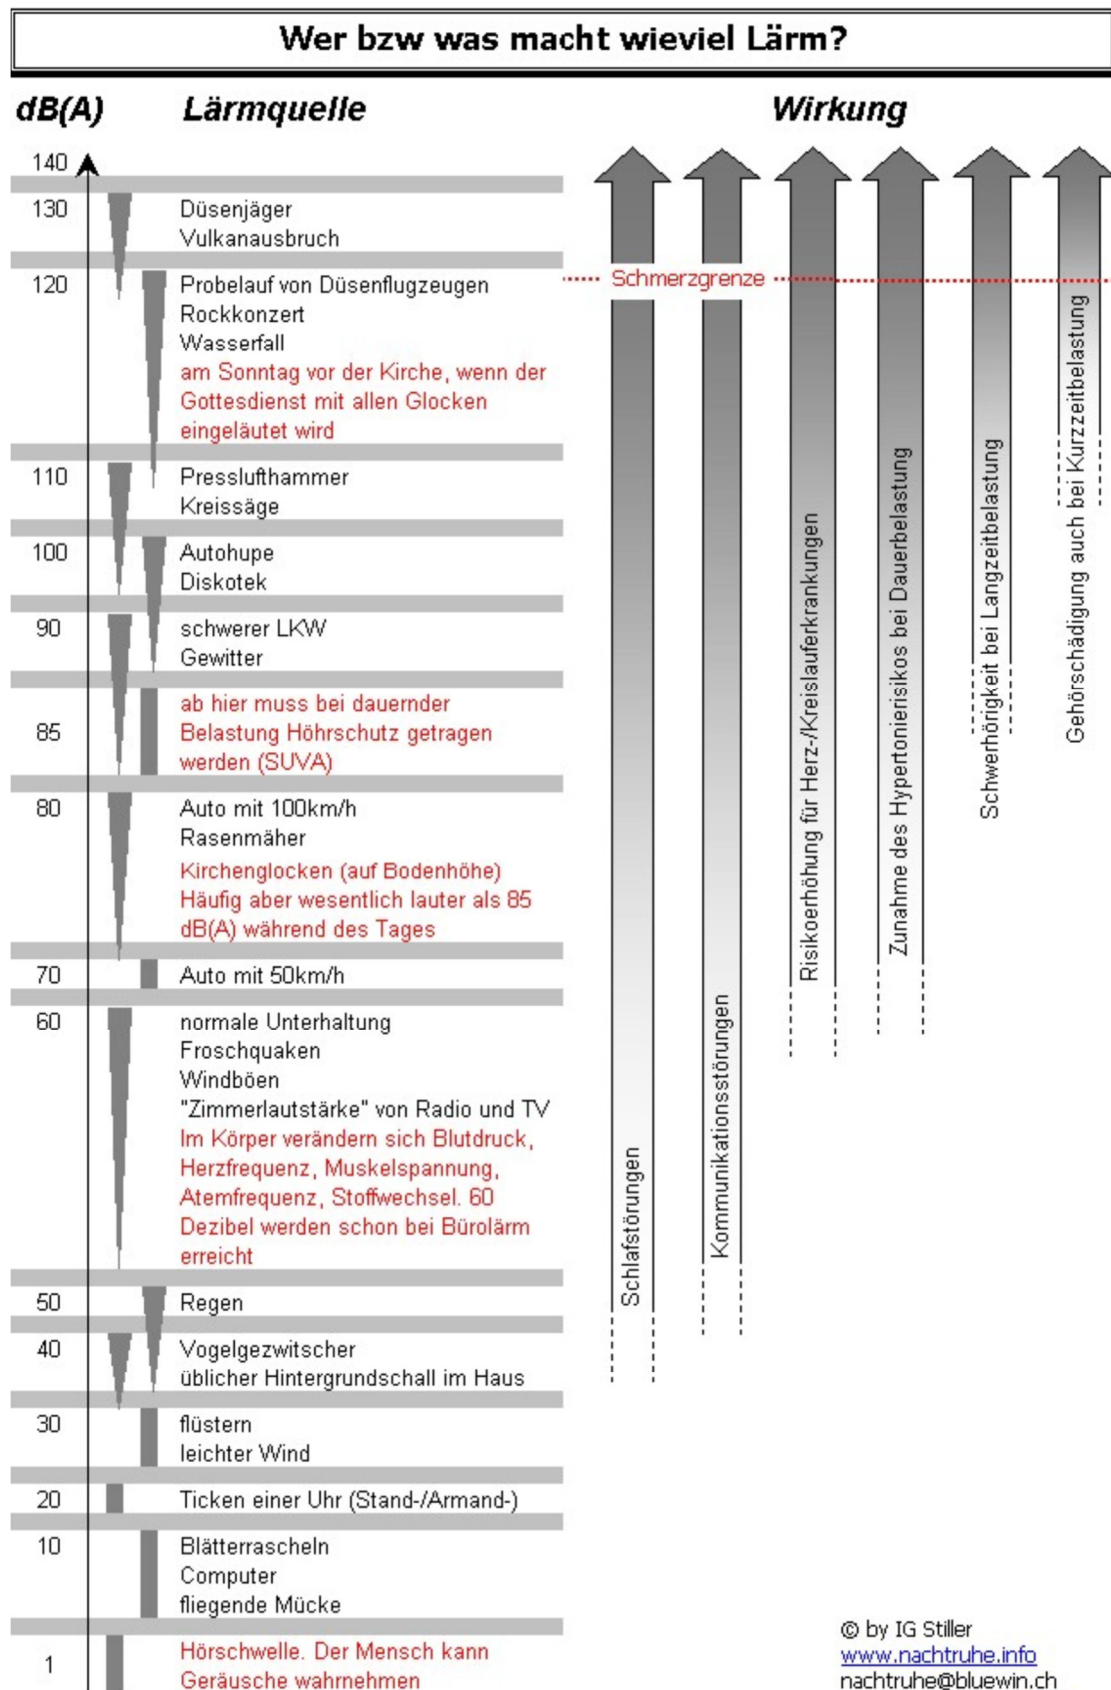 Wer bzw was macht wieviel Lärm?
dB(A) Lärmquelle Wirkung
140
130 Düsenjäger
Vulkanausbruch
120 Probelauf von Düsenflugzeugen
Rockkonzert
Wasserfall
am Sonntag vor der Kirche, wenn der
Gottesdienst mit allen Glocken
eingeläutet wird
110 Presslufthammer
Kreissäge
100 Autohupe
Diskotek
90 schwerer LKW
Gewitter
ab hier muss bei dauernder
85 Belastung Höhrschutz getragen
werden (SUVA)
80 Auto mit 100km/h
Rasenmäher
Kirchenglocken (auf Bodenhöhe)
Häufig aber wesentlich lauter als 85
dB(A) während des Tages
70 Auto mit 50km/h
60 normale Unterhaltung
Froschquaken
Windböen
"Zimmerlautstärke" von Radio und TV
Im Körper verändern sich Blutdruck,
Herzfrequenz, Muskelspannung,
Atemfrequenz, Stoffwechsel. 60
Dezibel werden schon bei Bürolärm
erreicht
50 Regen
40 Vogelgezwitscher
üblicher Hintergrundschall im Haus
30 flüstern
leichter Wind
20 Ticken einer Uhr (Stand-/Armand-)
10 Blätterrascheln
Computer
fliegende Mücke
1 Hörschwelle. Der Mensch kann
Geräusche wahrnehmen
Schmerzgrenze
Schlafstörungen
Kommunikationsstörungen
Risikoerhöhung für Herz-/Kreislauferkrankungen
Zunahme des Hypertonierisikos bei Dauerbelastung
Schwerhörigkeit bei Langzeitbelastung
Gehörschädigung auch bei Kurzzeitbelastung
© by IG Stiller
www.nachtruhe.info
nachtruhe@bluewin.ch